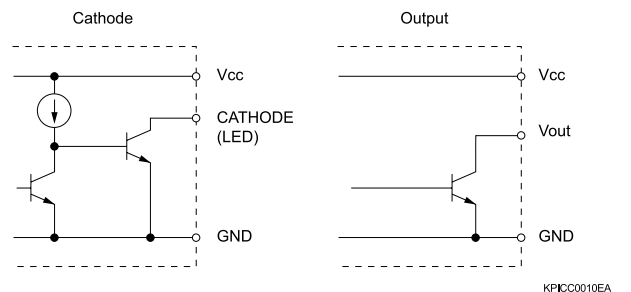 Cathode
Vcc
CATHODE
(LED)
GND
Output
Vcc
Vout
GND
KPICC0010EA